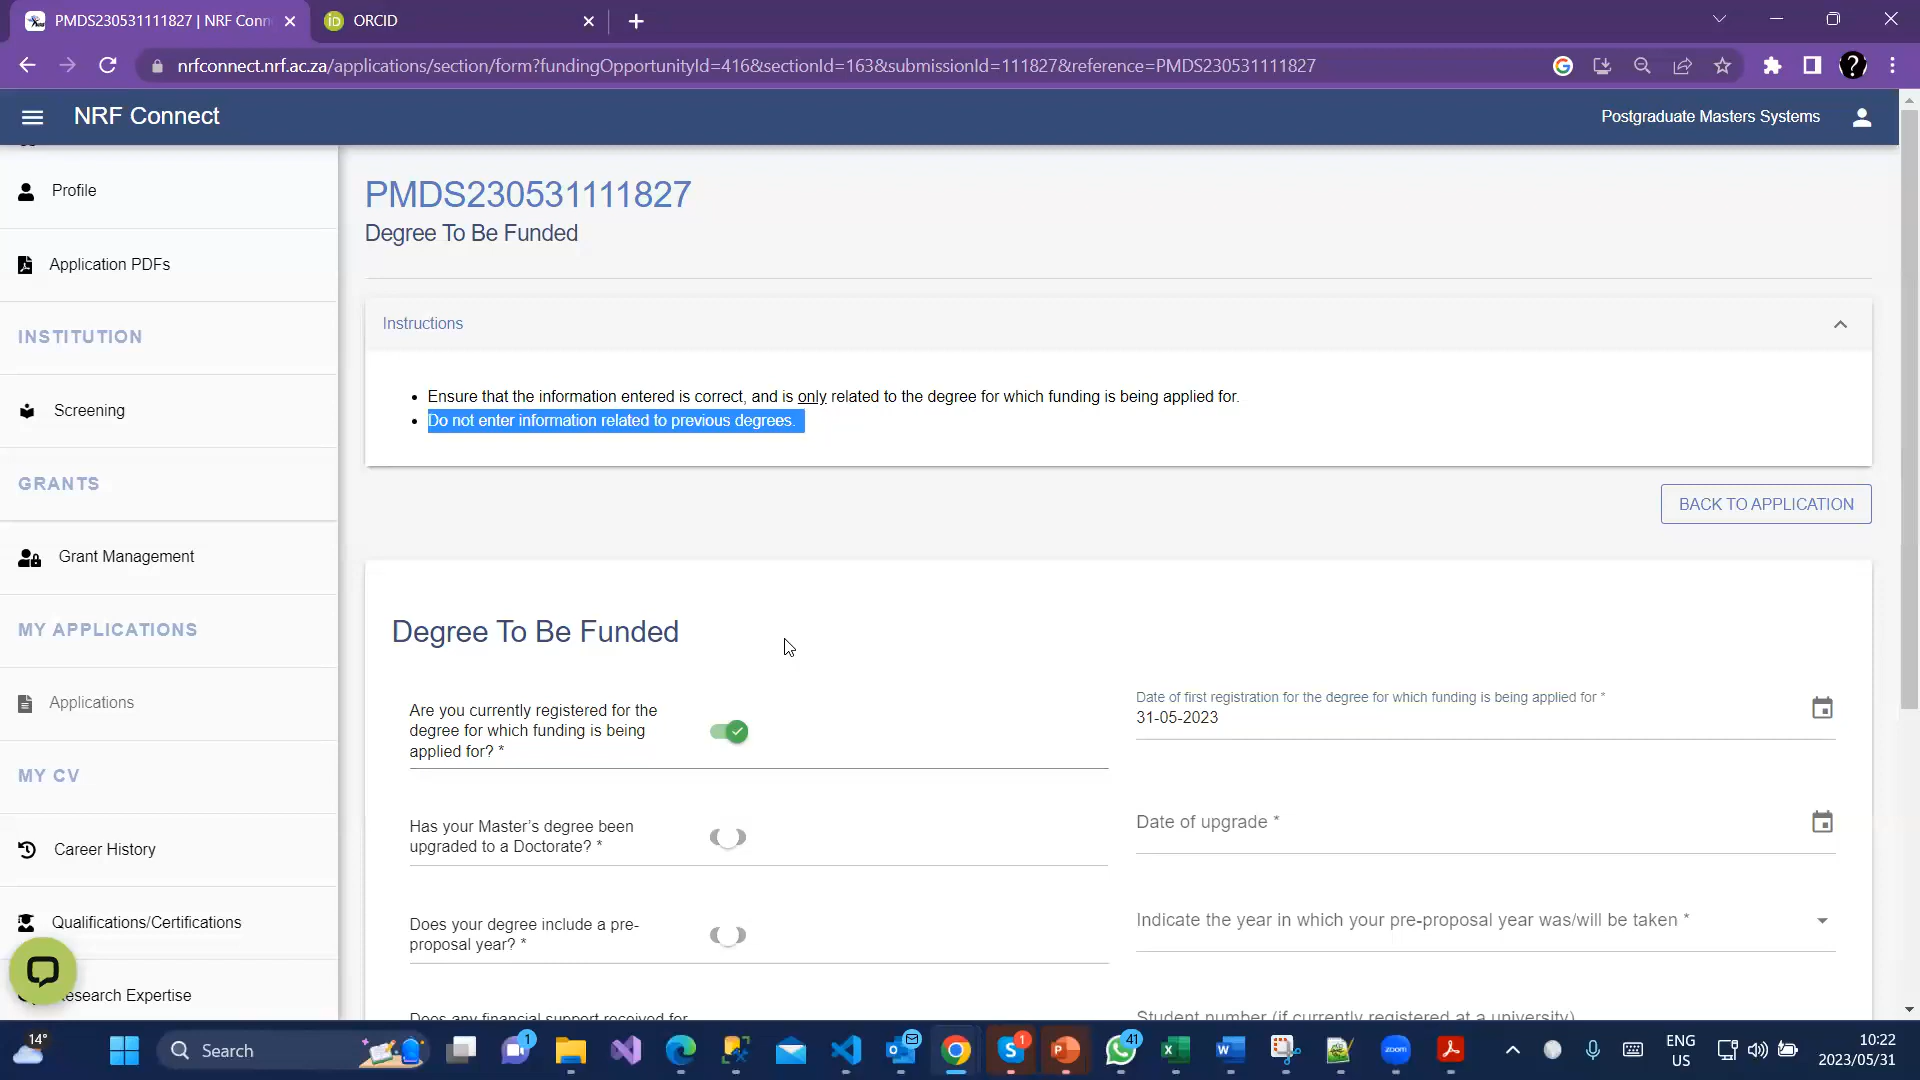 PMDS230531111827 | NRF Conn
ORCID
nrfconnect.nrf.ac.za/applications/section/form?fundingOpportunityId=416&sectionId=163&submissionId=111827&reference=PMDS230531111827
NRF Connect
Postgraduate Masters Systems
Profile
Application PDFs
INSTITUTION
Screening
GRANTS
Grant Management
MY APPLICATIONS
Applications
MY CV
Career History
Qualifications/Certifications
Research Expertise
PMDS230531111827
Degree To Be Funded
Instructions
Ensure that the information entered is correct, and is only related to the degree for which funding is being applied for.
Do not enter information related to previous degrees.
BACK TO APPLICATION
Degree To Be Funded
Are you currently registered for the
degree for which funding is being
applied for? *
Date of first registration for the degree for which funding is being applied for *
31-05-2023
Has your Master's degree been
upgraded to a Doctorate? *
Date of upgrade *
Does your degree include a pre-
proposal year? *
Indicate the year in which your pre-proposal year was/will be taken *
Does any financial support received for
Student number (if currently registered at a university)
14°
Search
1
1
41
zoom
ENG
US
10:22
2023/05/31